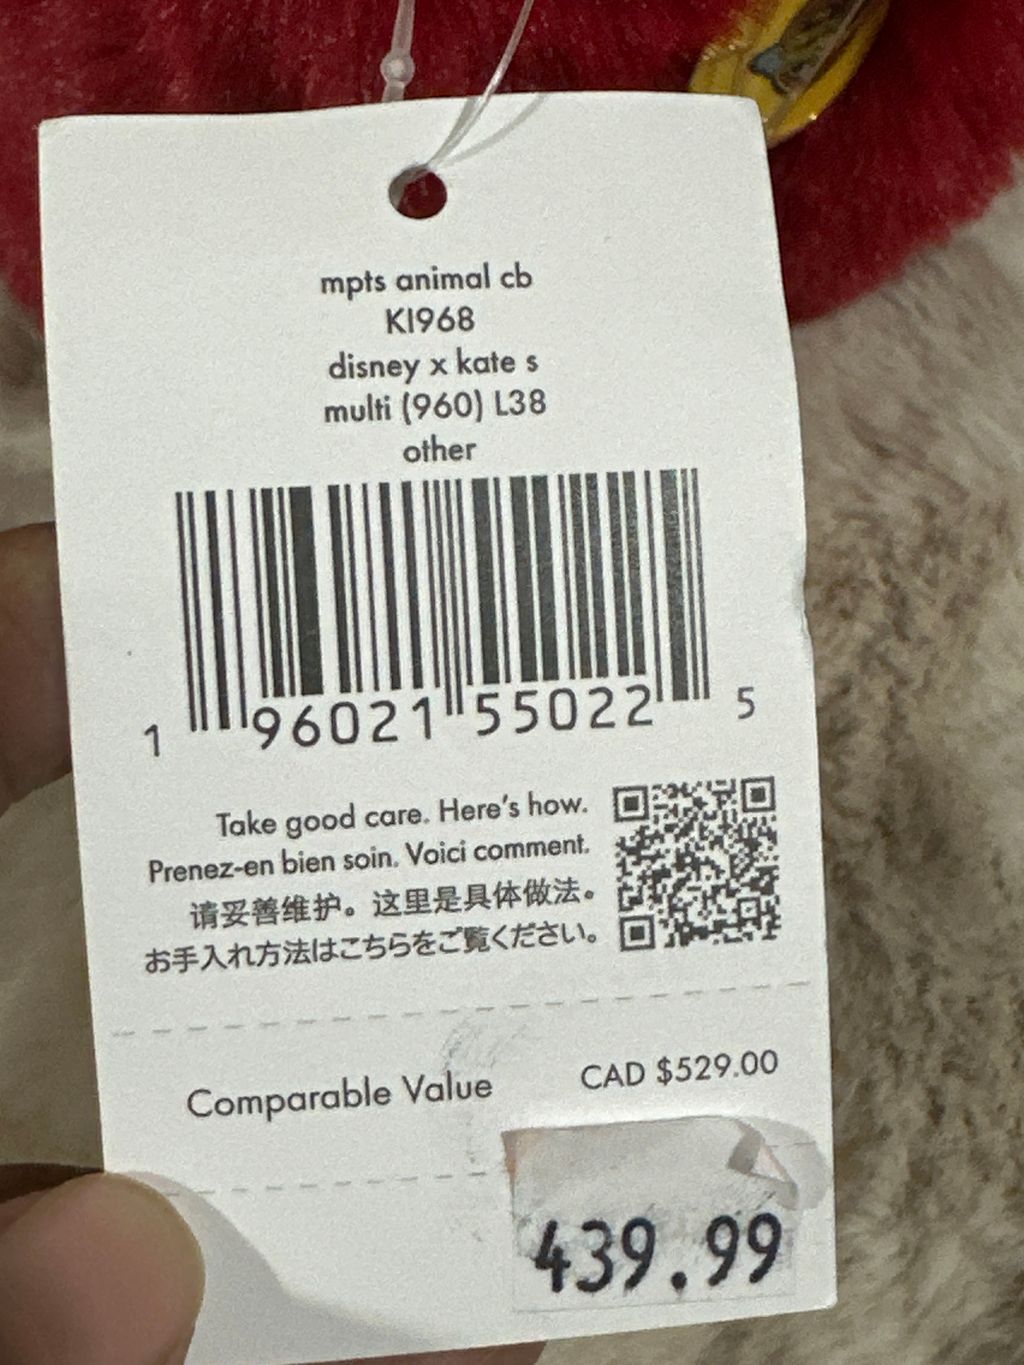 mpts animal cb
KI968
disney x kate s
multi (960) L38
other
1 96021 55022 5
Take good care. Here's how.
Prenez-en bien soin. Voici comment.
请妥善维护。这里是具体做法。
お手入れ方法はこちらをご覧ください。
Comparable Value CAD $529.00
439.99